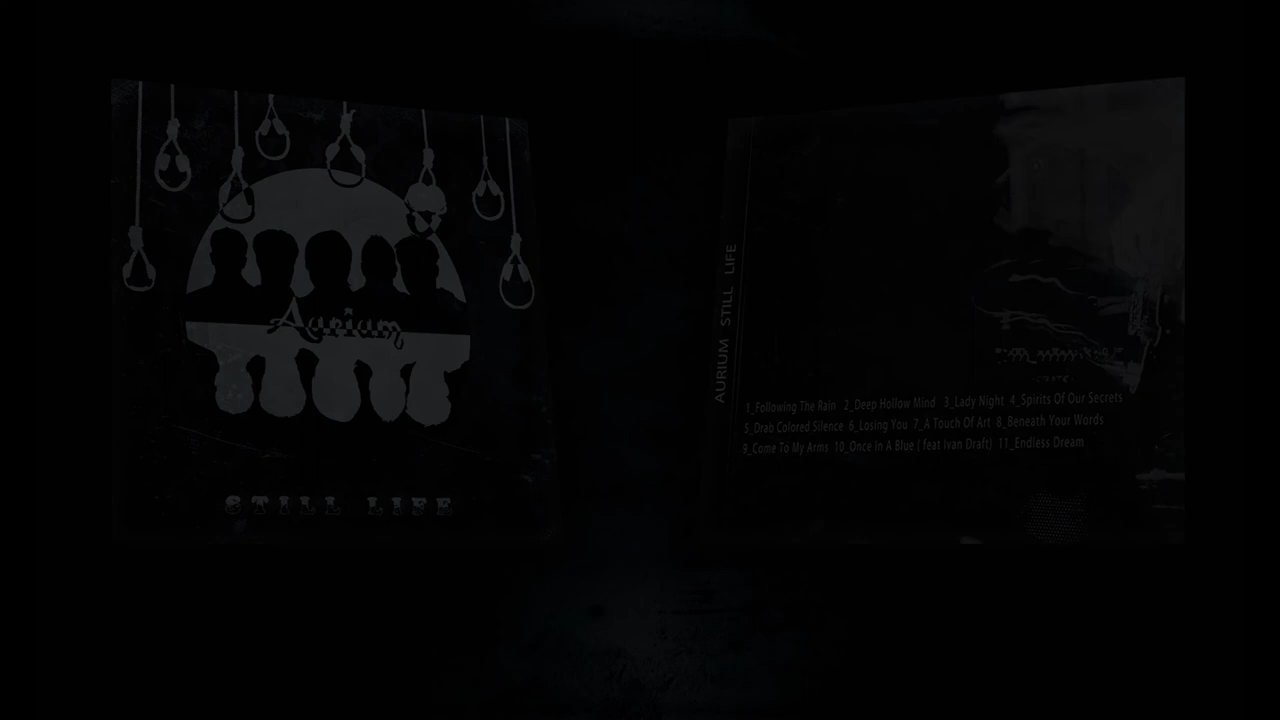 Aurium
STILL LIFE
AURIUM STILL LIFE
1_Following The Rain 2_Deep Hollow Mind 3_Lady Night 4_Spirits Of Our Secrets
5_Drab Colored Silence 6_Losing You 7_A Touch Of Art 8_Beneath Your Words
9_Come To My Arms 10_Once In A Blue ( feat Ivan Draft) 11_Endless Dream